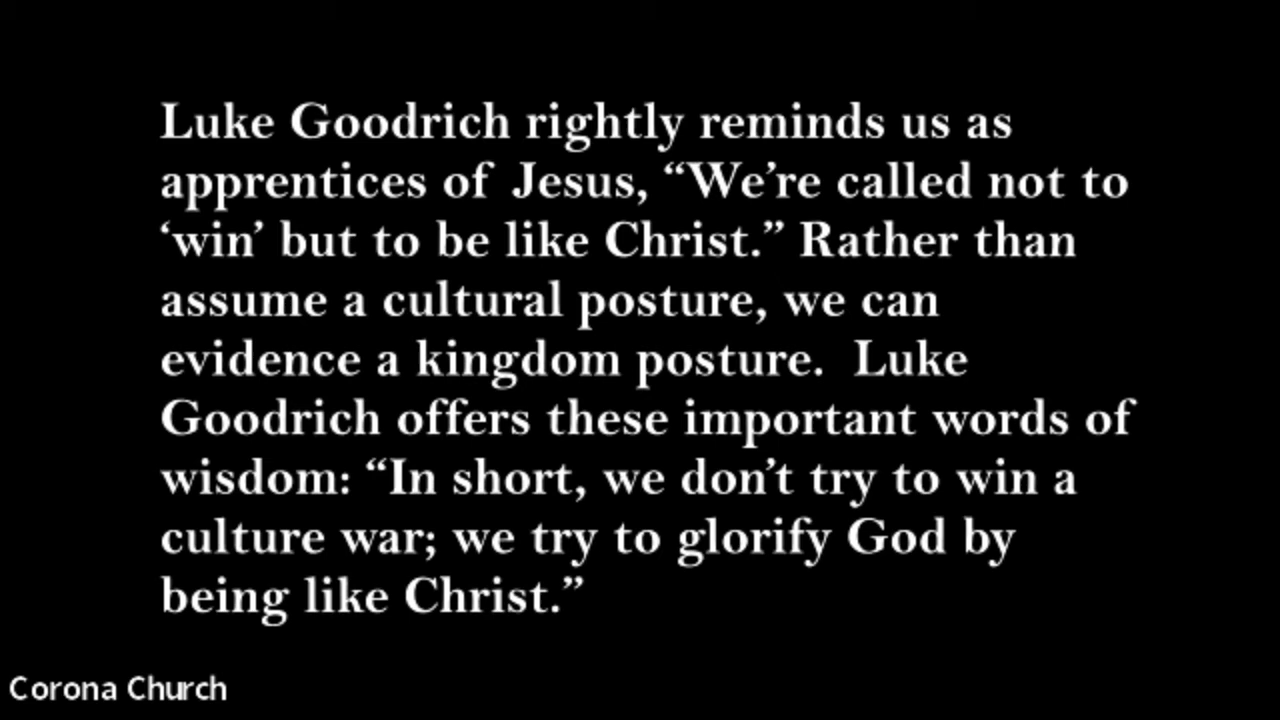 Luke Goodrich rightly reminds us as
apprentices of Jesus, “We’re called not to
‘win’ but to be like Christ.” Rather than
assume a cultural posture, we can
evidence a kingdom posture.  Luke
Goodrich offers these important words of
wisdom: “In short, we don’t try to win a
culture war; we try to glorify God by
being like Christ.”
Corona Church